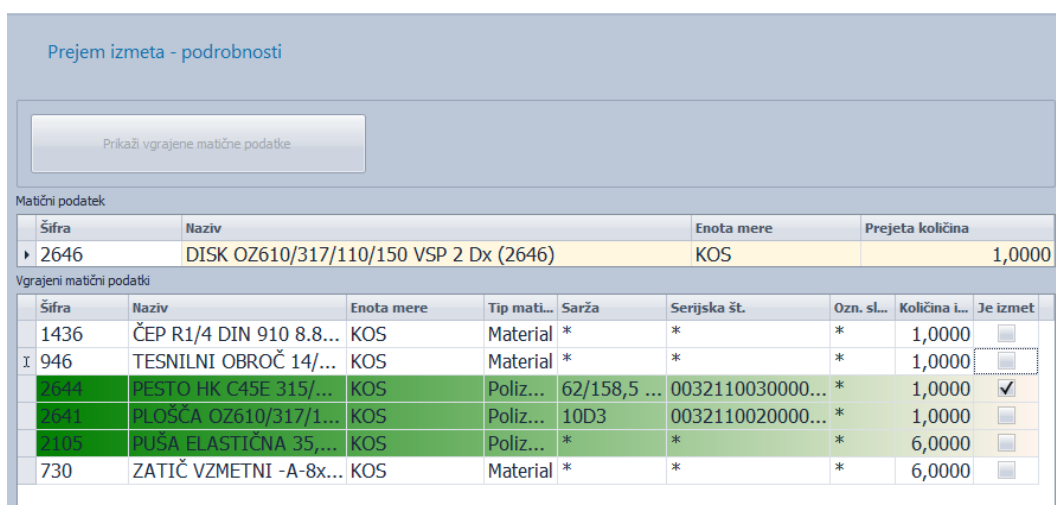 Prejem izmeta - podrobnosti
Prikaži vgrajene matične podatke
Matični podatek
Šifra Naziv Enota mere Prejeta količina
2646 DISK OZ610/317/110/150 VSP 2 Dx (2646) KOS 1,0000
Vgrajeni matični podatki
Šifra Naziv Enota mere Tip mati... Sarža Serijska št. Ozn. sl... Količina i... Je izmet
1436 ČEP R1/4 DIN 910 8.8... KOS Material * * * 1,0000
946 TESNILNI OBROČ 14/... KOS Material * * * 1,0000
2644 PESTO HK C45E 315/... KOS Poliz... 62/158,5 ... 0032110030000... * 1,0000
2641 PLOŠČA OZ610/317/1... KOS Poliz... 10D3 0032110020000... * 1,0000
2105 PUŠA ELASTIČNA 35,... KOS Poliz... * * * 6,0000
730 ZATIČ VZMETNI -A-8x... KOS Material * * * 6,0000